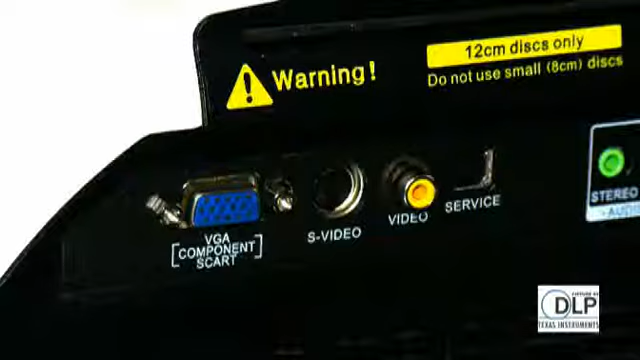 Warning!
12cm discs only
Do not use small (8cm) discs
VGA
COMPONENT
SCART
S-VIDEO
VIDEO
SERVICE
STEREO
DLP
TEXAS INSTRUMENTS